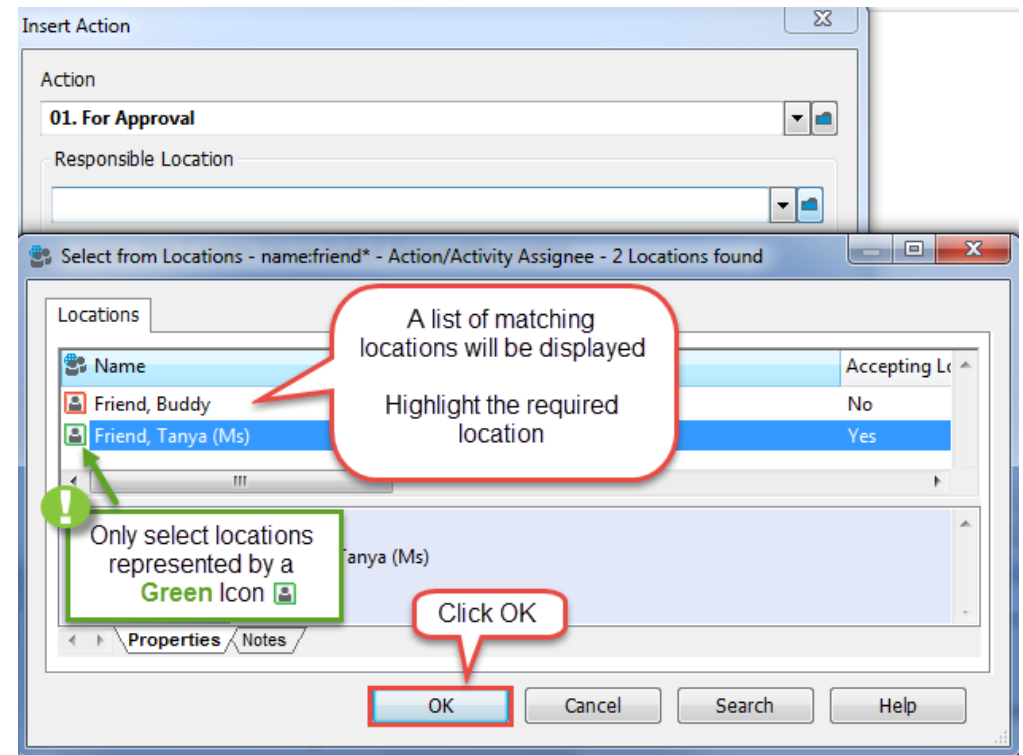 Insert Action
Action
01. For Approval
Responsible Location
Select from Locations - name:friend* - Action/Activity Assignee - 2 Locations found
Locations
Name
Accepting Lo
Friend, Buddy
No
Friend, Tanya (Ms)
Yes
A list of matching
locations will be displayed
Highlight the required
location
!
Only select locations
represented by a
Green Icon
Tanya (Ms)
Click OK
Properties
Notes
OK
Cancel
Search
Help